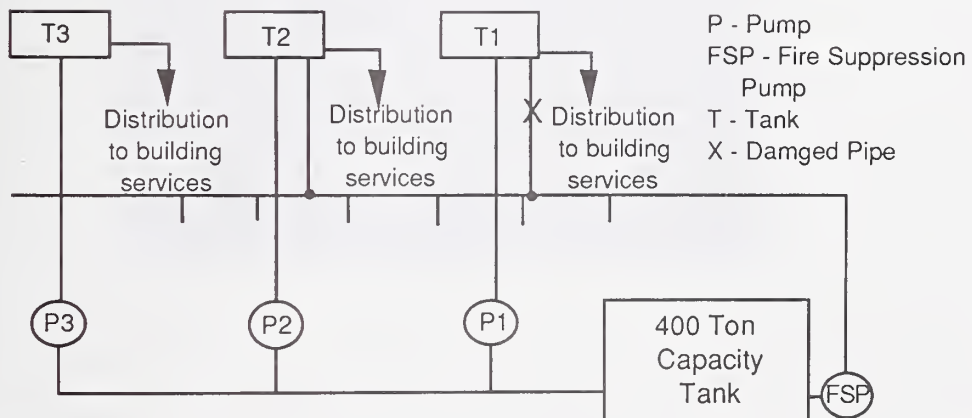 T3
T2
T1
P - Pump
FSP - Fire Suppression
Pump
T - Tank
X - Damged Pipe
Distribution
to building
services
Distribution
to building
services
X
Distribution
to building
services
P3
P2
P1
400 Ton
Capacity
Tank
FSP